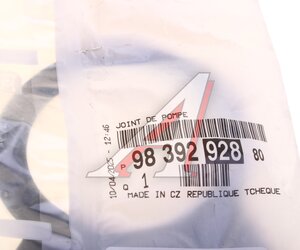 JOINT DE POMPE
P 98 392 928 80
Q 1
MADE IN CZ REPUBLIQUE TCHEQUE
10/04/2025 - 12:46